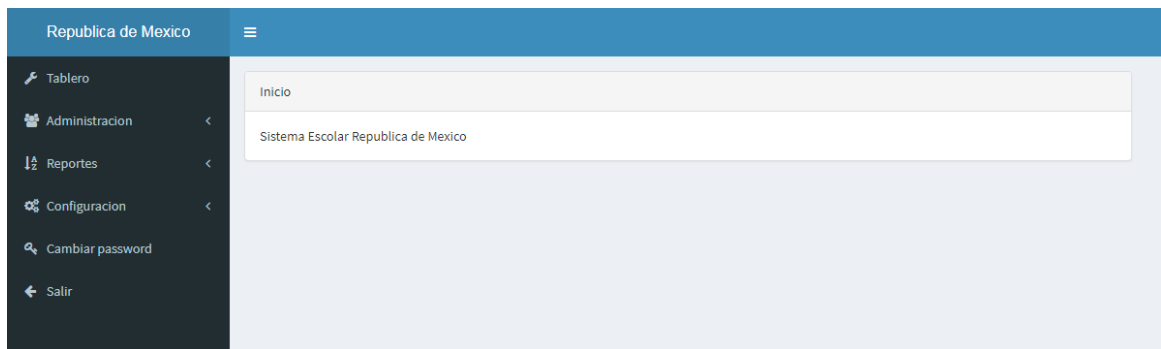 Republica de Mexico
Tablero
Administracion
Reportes
Configuracion
Cambiar password
Salir
Inicio
Sistema Escolar Republica de Mexico